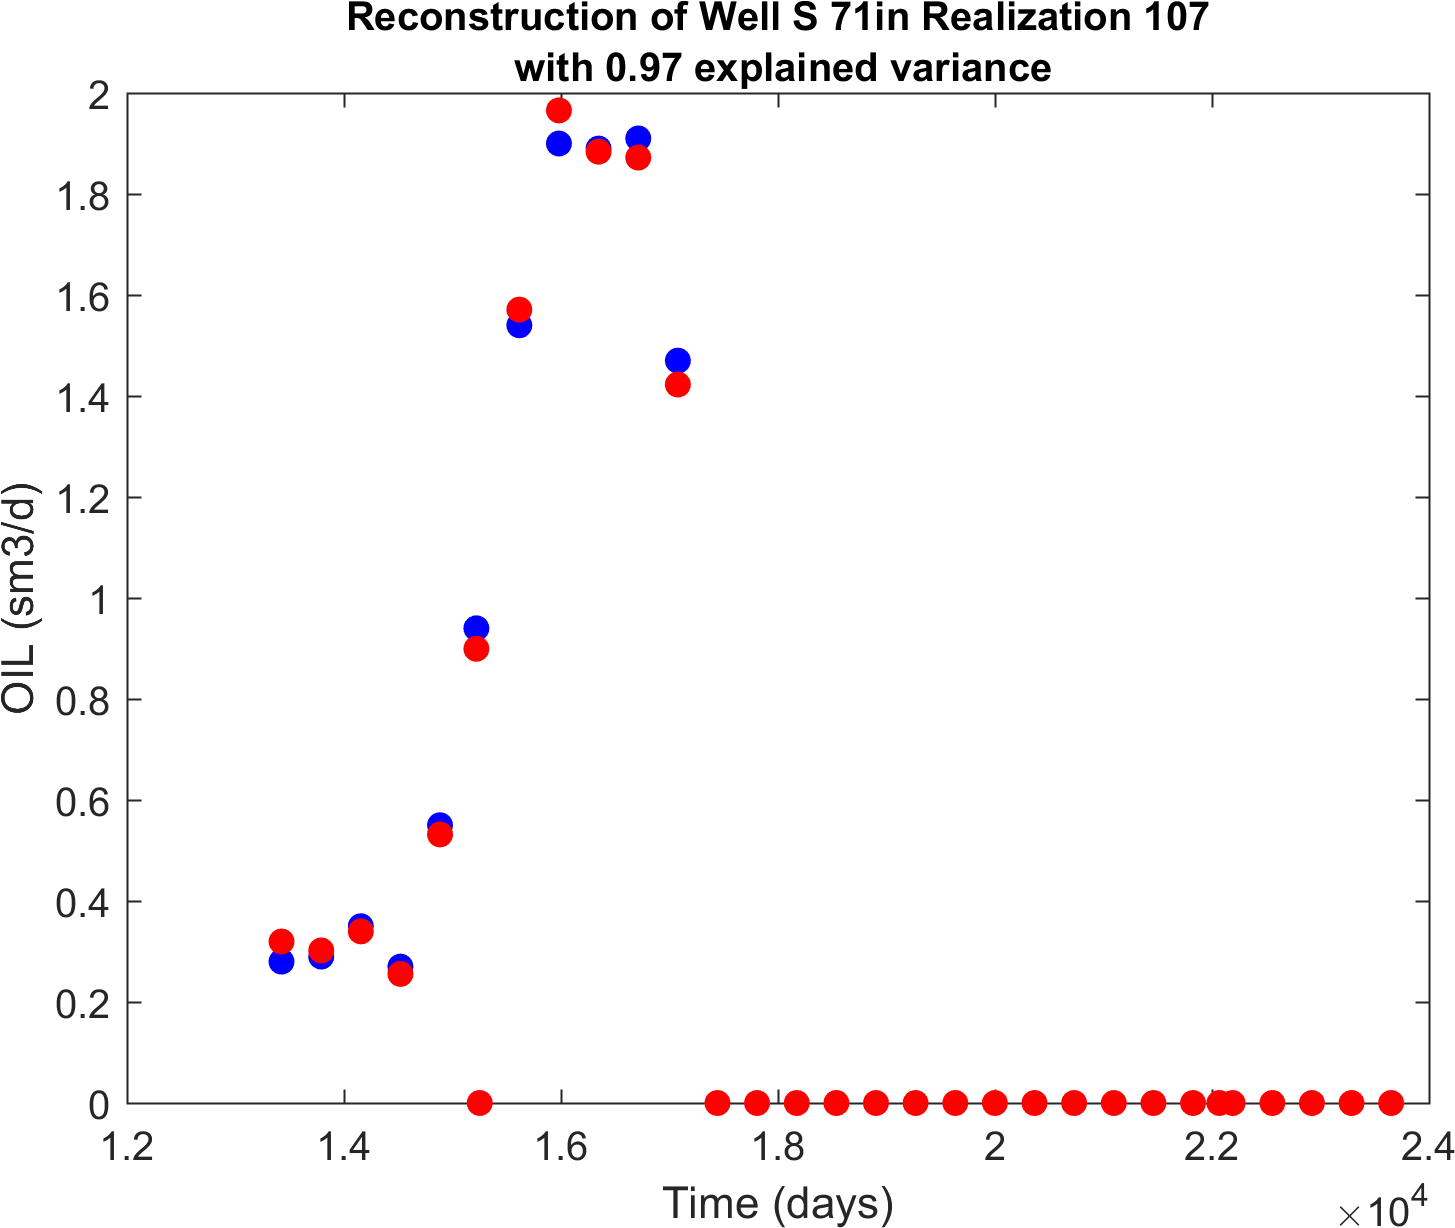 Reconstruction of Well S 71in Realization 107
with 0.97 explained variance
2
1.8
1.6
1.4
1.2
1
0.8
0.6
0.4
0.2
0
OIL (sm3/d)
1.2 1.4 1.6 1.8 2 2.2 2.4
Time (days)
×10⁴